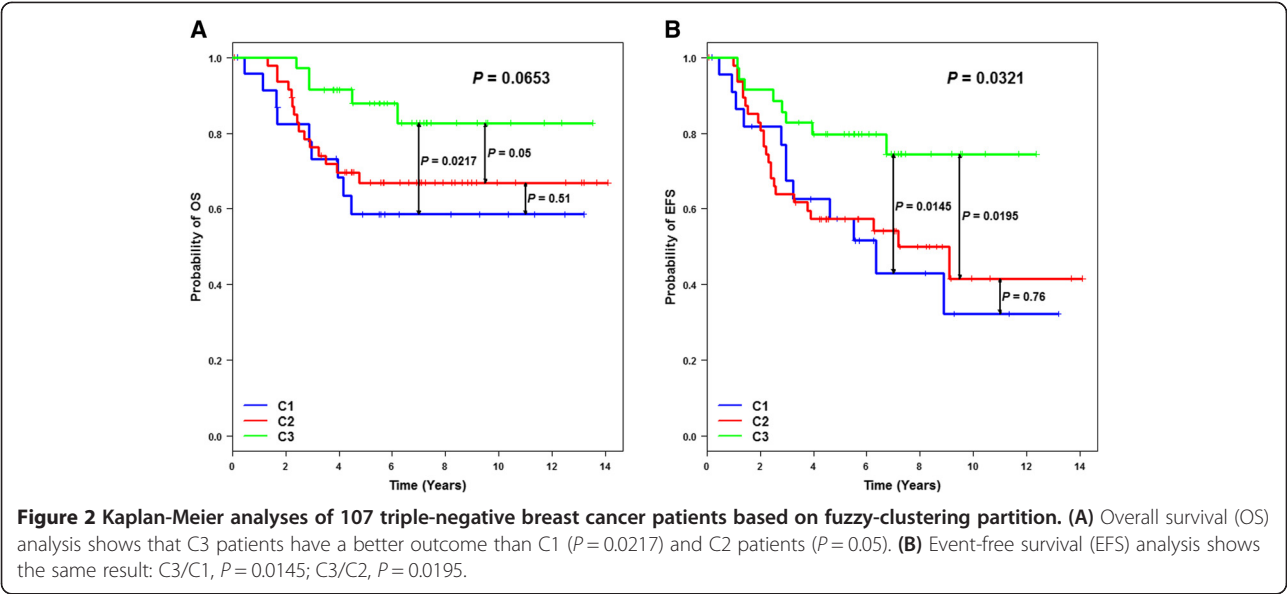 A
P = 0.0653
1.0
0.8
0.6
0.4
0.2
0.0
Probability of OS
P = 0.0217
P = 0.05
P = 0.51
C1
C2
C3
0 2 4 6 8 10 12 14
Time (Years)
B
P = 0.0321
1.0
0.8
0.6
0.4
0.2
0.0
Probability of EFS
P = 0.0145
P = 0.0195
P = 0.76
C1
C2
C3
0 2 4 6 8 10 12 14
Time (Years)
Figure 2 Kaplan-Meier analyses of 107 triple-negative breast cancer patients based on fuzzy-clustering partition. (A) Overall survival (OS)
analysis shows that C3 patients have a better outcome than C1 (P = 0.0217) and C2 patients (P = 0.05). (B) Event-free survival (EFS) analysis shows
the same result: C3/C1, P = 0.0145; C3/C2, P = 0.0195.